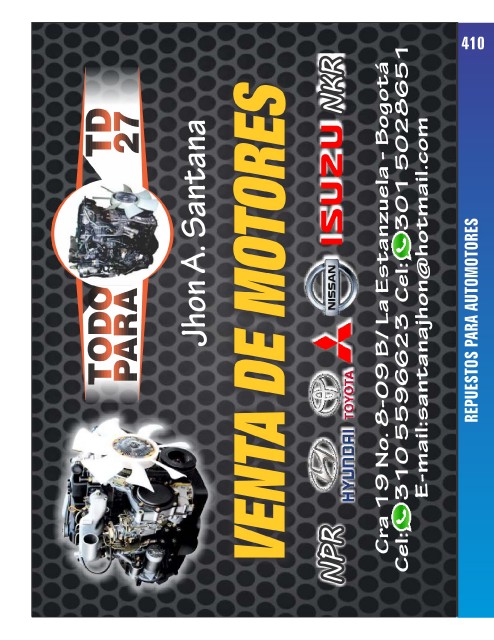 410
REPUESTOS PARA AUTOMOTORES
TODO PARA TD 27
Jhon A. Santana
VENTA DE MOTORES
NPR HYUNDAI TOYOTA NISSAN ISUZU NKR
Cra 19 No. 8-09 B/ La Estanzuela - Bogotá
Cel: 310 5596623 Cel: 301 5028651
E-mail:santanajhon@hotmail.com